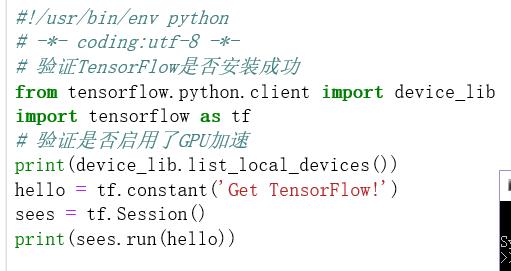 #!/usr/bin/env python
# -*- coding:utf-8 -*-
# 验证TensorFlow是否安装成功
from tensorflow.python.client import device_lib
import tensorflow as tf
# 验证是否启用了GPU加速
print(device_lib.list_local_devices())
hello = tf.constant('Get TensorFlow!')
sees = tf.Session()
print(sees.run(hello))